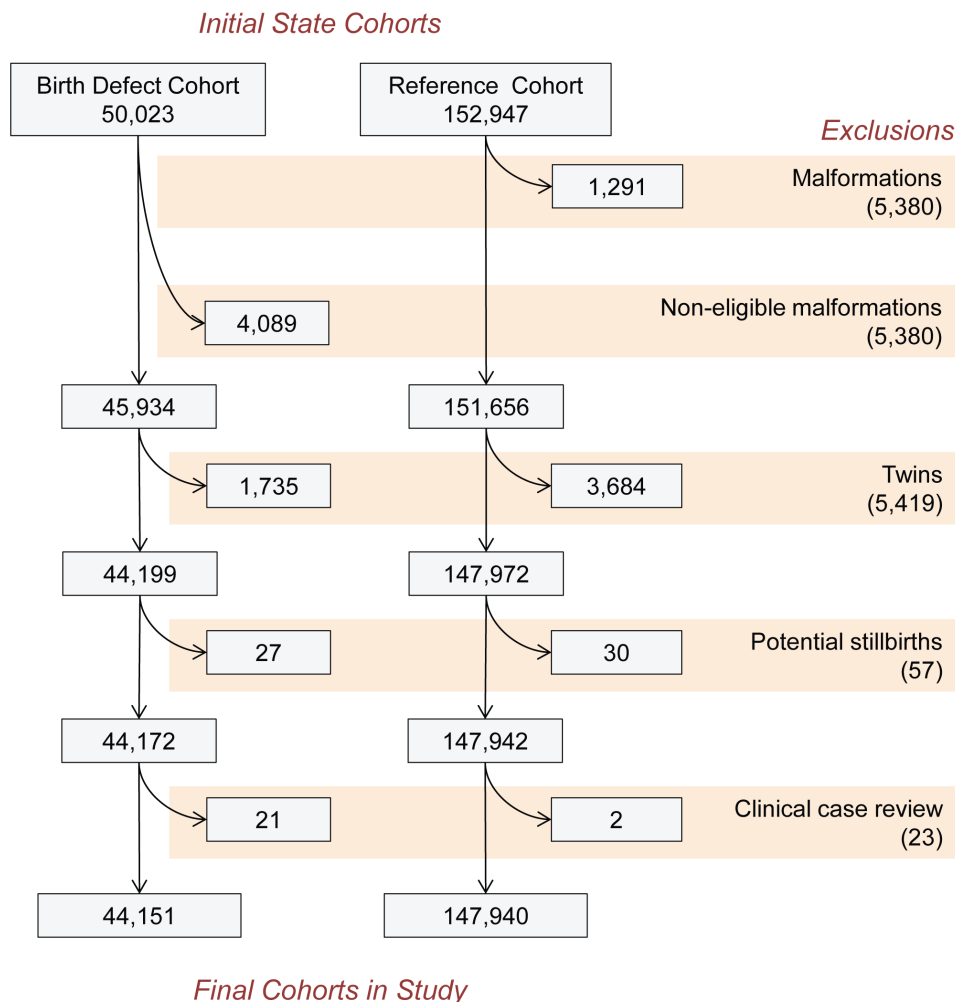 Initial State Cohorts
Birth Defect Cohort
50,023
Reference Cohort
152,947
Exclusions
1,291
Malformations
(5,380)
4,089
Non-eligible malformations
(5,380)
45,934
151,656
1,735
3,684
Twins
(5,419)
44,199
147,972
27
30
Potential stillbirths
(57)
44,172
147,942
21
2
Clinical case review
(23)
44,151
147,940
Final Cohorts in Study